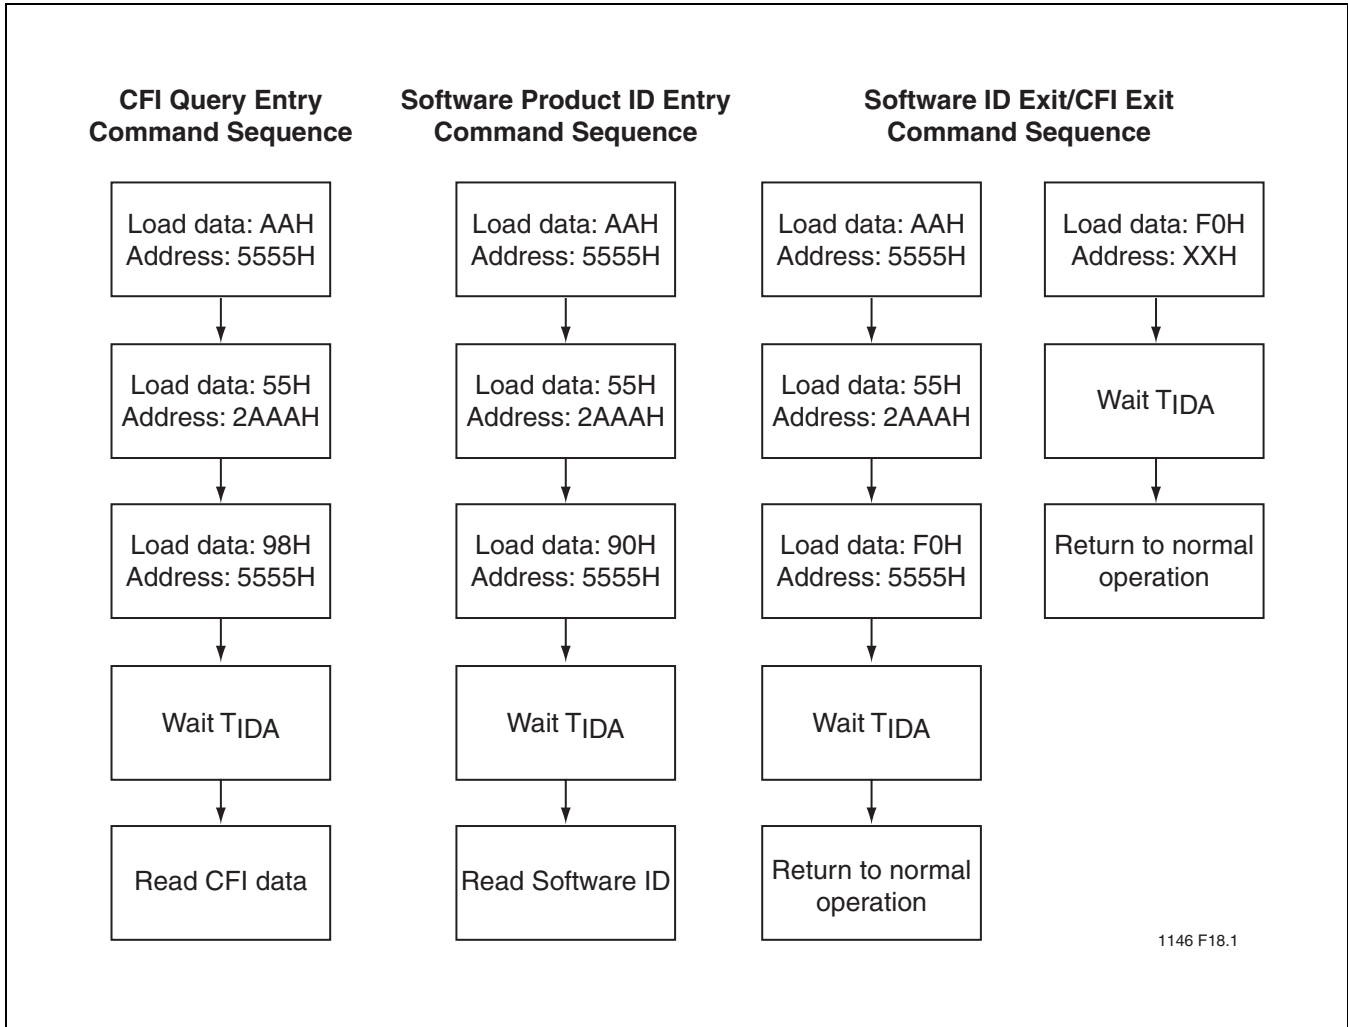 CFI Query Entry
Command Sequence
Load data: AAH
Address: 5555H
Load data: 55H
Address: 2AAAH
Load data: 98H
Address: 5555H
Wait TIDA
Read CFI data
Software Product ID Entry
Command Sequence
Load data: AAH
Address: 5555H
Load data: 55H
Address: 2AAAH
Load data: 90H
Address: 5555H
Wait TIDA
Read Software ID
Software ID Exit/CFI Exit
Command Sequence
Load data: AAH
Address: 5555H
Load data: 55H
Address: 2AAAH
Load data: F0H
Address: 5555H
Wait TIDA
Return to normal
operation
Load data: F0H
Address: XXH
Wait TIDA
Return to normal
operation
1146 F18.1